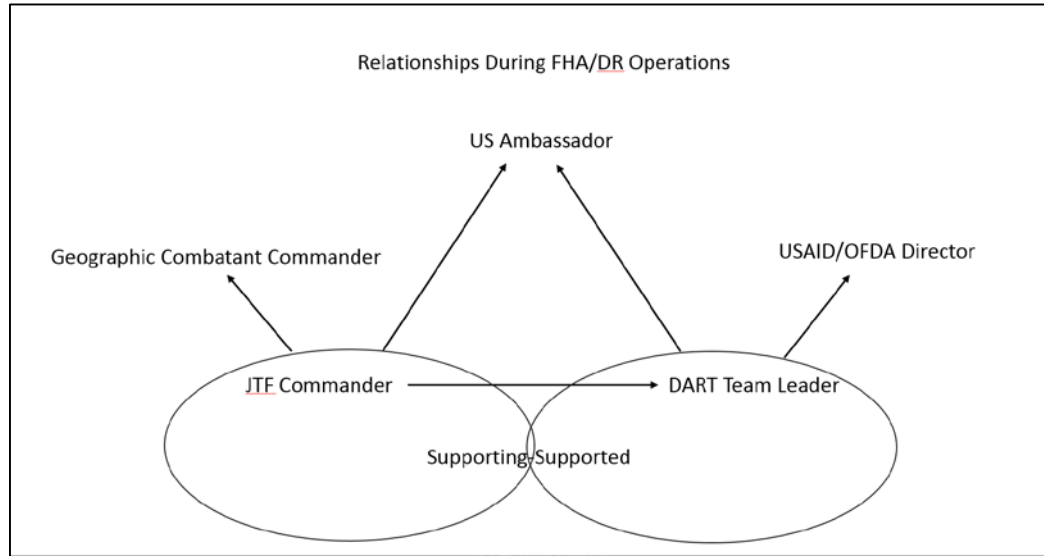 Relationships During FHA/DR Operations
US Ambassador
Geographic Combatant Commander
USAID/OFDA Director
JTF Commander
DART Team Leader
Supporting-Supported